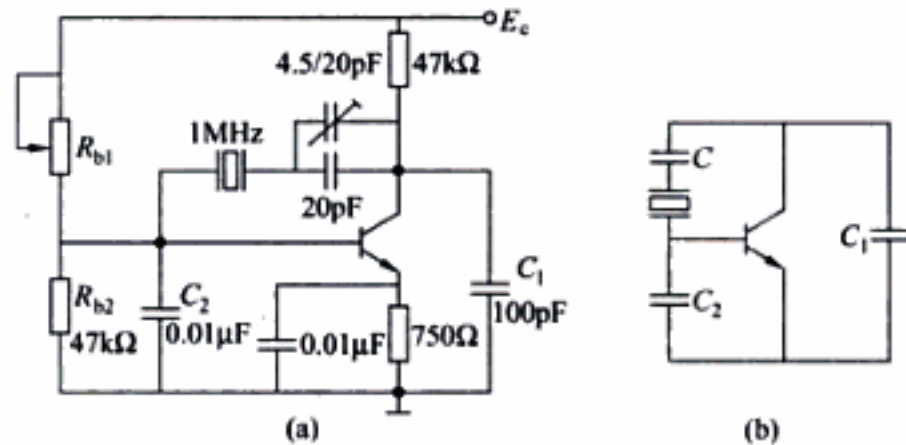 E_c
4.5/20pF
47kΩ
1MHz
R_b1
20pF
C
C_1
R_b2
C_2
C_1
100pF
C_2
47kΩ
0.01μF
0.01μF
750Ω
(a)
(b)